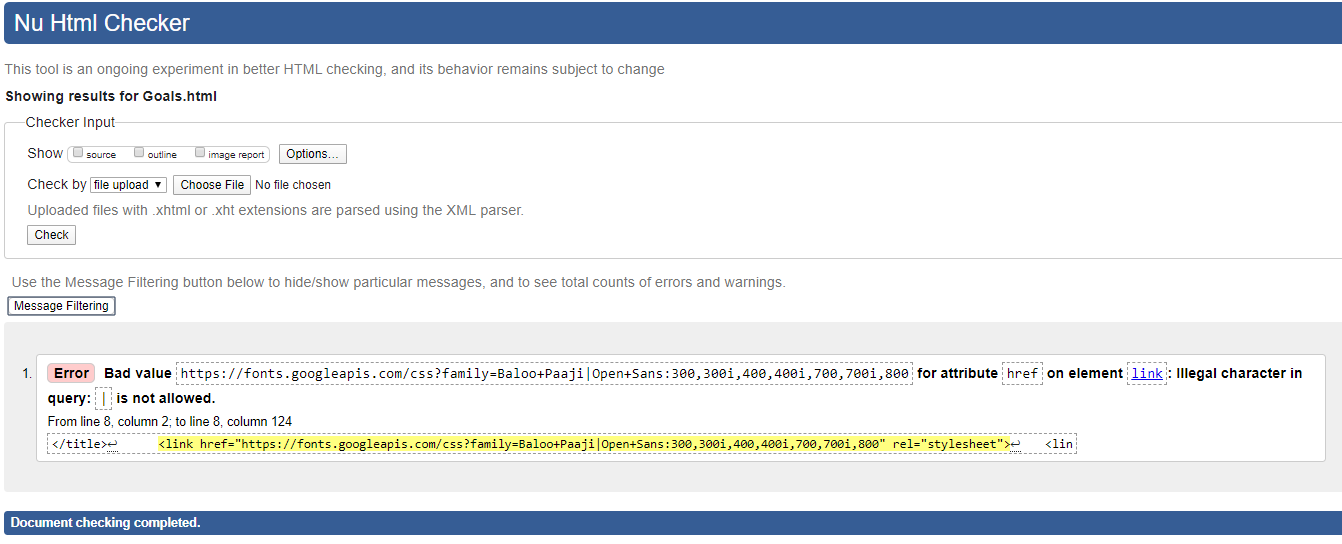 Nu Html Checker
This tool is an ongoing experiment in better HTML checking, and its behavior remains subject to change
Showing results for Goals.html
Checker Input
Show source outline image report Options...
Check by file upload ▼ Choose File No file chosen
Uploaded files with .xhtml or .xht extensions are parsed using the XML parser.
Check
Use the Message Filtering button below to hide/show particular messages, and to see total counts of errors and warnings.
Message Filtering
1. Error Bad value https://fonts.googleapis.com/css?family=Baloo+Paaji|Open+Sans:300,300i,400,400i,700,700i,800 for attribute href on element link: Illegal character in
query: | is not allowed.
From line 8, column 2; to line 8, column 124
</title>↩ <link href="https://fonts.googleapis.com/css?family=Baloo+Paaji|Open+Sans:300,300i,400,400i,700,700i,800" rel="stylesheet">↩ <lin
Document checking completed.